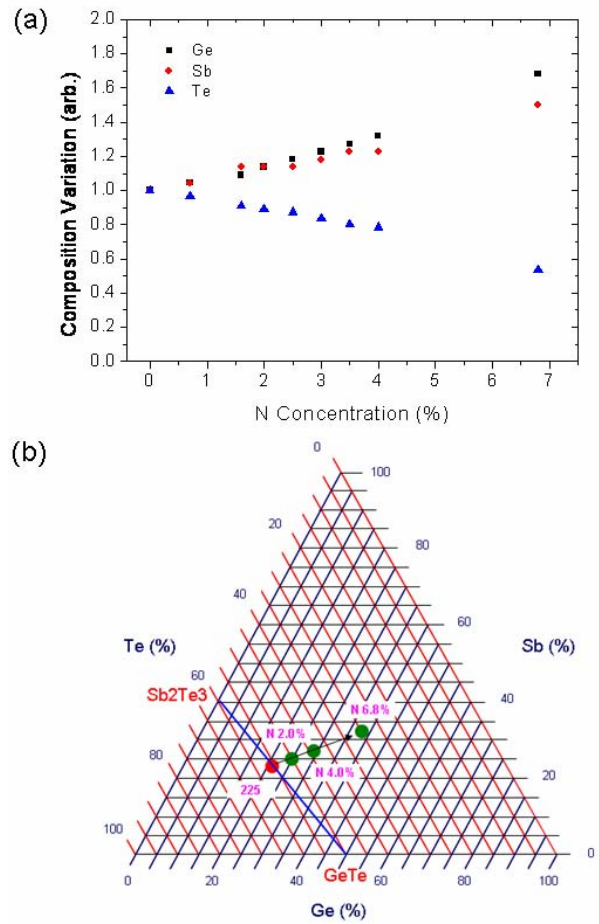 (a)
2.0
1.8
1.6
1.4
1.2
1.0
0.8
0.6
0.4
0.2
0.0
Composition Variation (arb.)
Ge
Sb
Te
0 1 2 3 4 5 6 7
N Concentration (%)
(b)
0
100
20
80
40
60
Te (%)
Sb (%)
60
Sb2Te3
40
N 6.8%
N 2.0%
80
N 4.0%
20
225
100
0
GeTe
0 20 40 60 80 100
Ge (%)